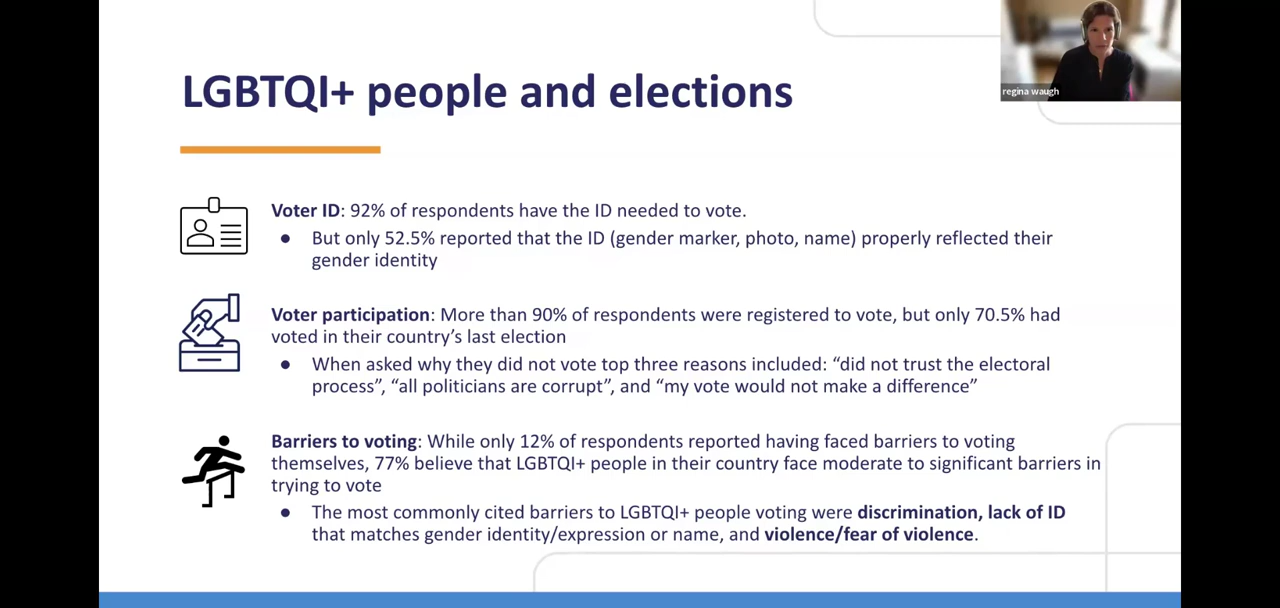 LGBTQI+ people and elections
regina waugh
Voter ID: 92% of respondents have the ID needed to vote.
● But only 52.5% reported that the ID (gender marker, photo, name) properly reflected their
gender identity
Voter participation: More than 90% of respondents were registered to vote, but only 70.5% had
voted in their country’s last election
● When asked why they did not vote top three reasons included: “did not trust the electoral
process”, “all politicians are corrupt”, and “my vote would not make a difference”
Barriers to voting: While only 12% of respondents reported having faced barriers to voting
themselves, 77% believe that LGBTQI+ people in their country face moderate to significant barriers in
trying to vote
● The most commonly cited barriers to LGBTQI+ people voting were discrimination, lack of ID
that matches gender identity/expression or name, and violence/fear of violence.